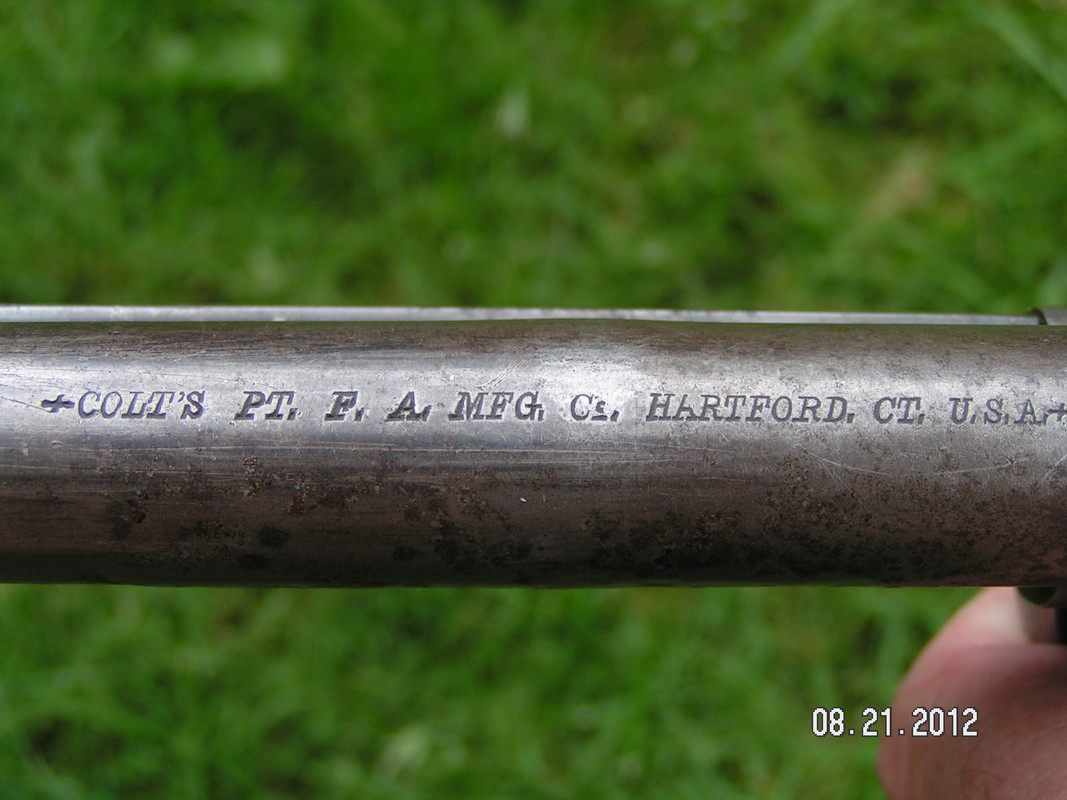 +COLT'S PT. F. A. MFG. Co. HARTFORD, CT. U.S.A.+
08.21.2012